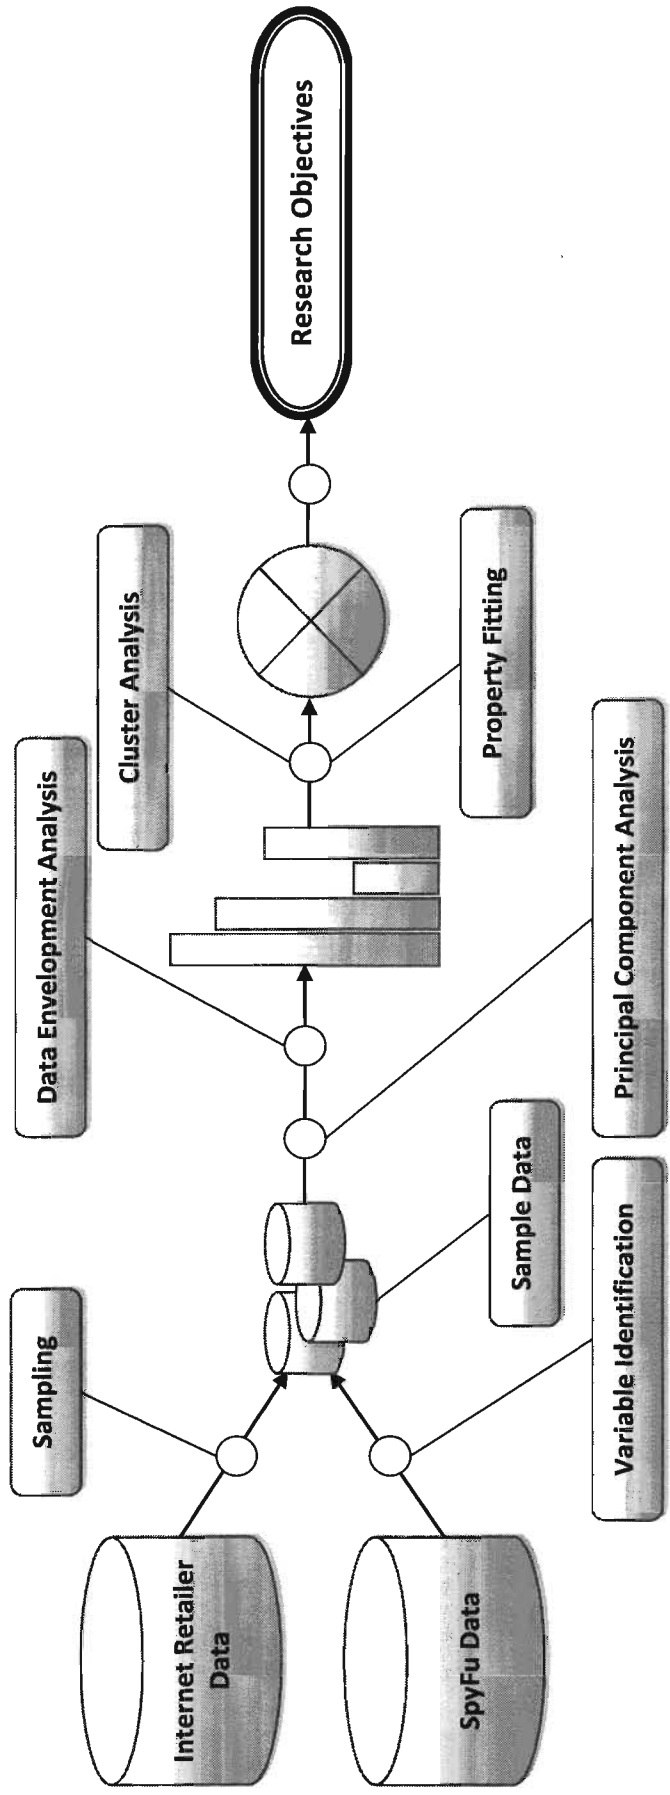 Internet Retailer
Data
SpyFu Data
Sampling
Variable Identification
Sample Data
Data Envelopment Analysis
Principal Component Analysis
Cluster Analysis
Property Fitting
Research Objectives